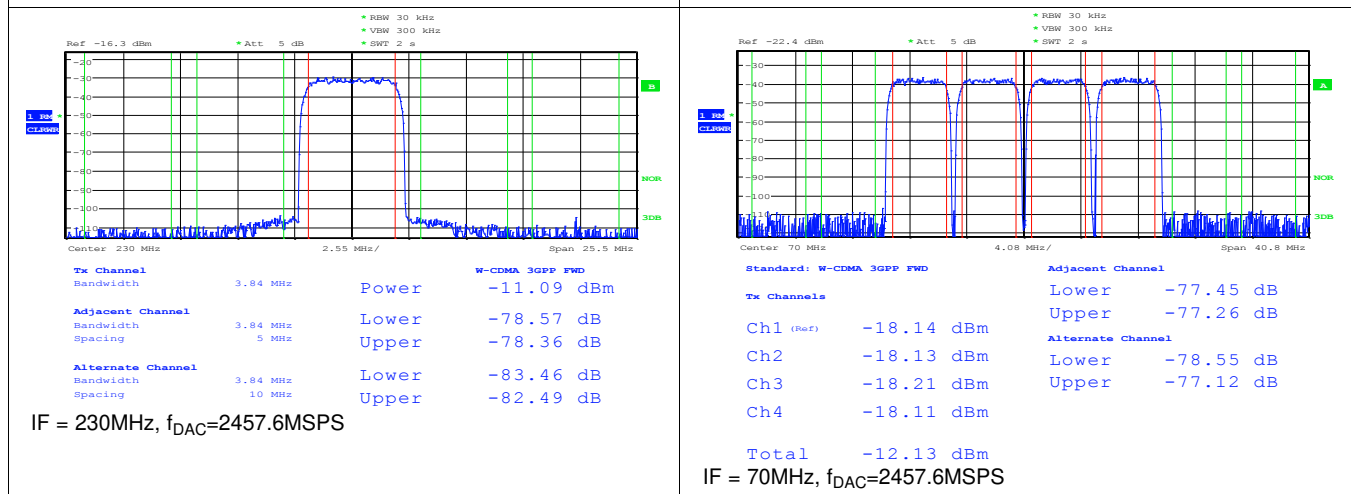 * RBW 30 kHz
* VBW 300 kHz
Ref -16.3 dBm * Att 5 dB * SWT 2 s
-20
-30
-40
-50
-60
-70
-80
-90
-100
-110
B
1 RM *
CLRWR
NOR
3DB
Center 230 MHz 2.55 MHz/ Span 25.5 MHz
Tx Channel W-CDMA 3GPP FWD
Bandwidth 3.84 MHz Power -11.09 dBm
Adjacent Channel
Bandwidth 3.84 MHz Lower -78.57 dB
Spacing 5 MHz Upper -78.36 dB
Alternate Channel
Bandwidth 3.84 MHz Lower -83.46 dB
Spacing 10 MHz Upper -82.49 dB
IF = 230MHz, fDAC=2457.6MSPS
* RBW 30 kHz
* VBW 300 kHz
Ref -22.4 dBm * Att 5 dB * SWT 2 s
-30
-40
-50
-60
-70
-80
-90
-100
-110
A
1 RM *
CLRWR
NOR
3DB
Center 70 MHz 4.08 MHz/ Span 40.8 MHz
Standard: W-CDMA 3GPP FWD
Tx Channels
Ch1 (Ref) -18.14 dBm
Ch2 -18.13 dBm
Ch3 -18.21 dBm
Ch4 -18.11 dBm
Total -12.13 dBm
Adjacent Channel
Lower -77.45 dB
Upper -77.26 dB
Alternate Channel
Lower -78.55 dB
Upper -77.12 dB
IF = 70MHz, fDAC=2457.6MSPS